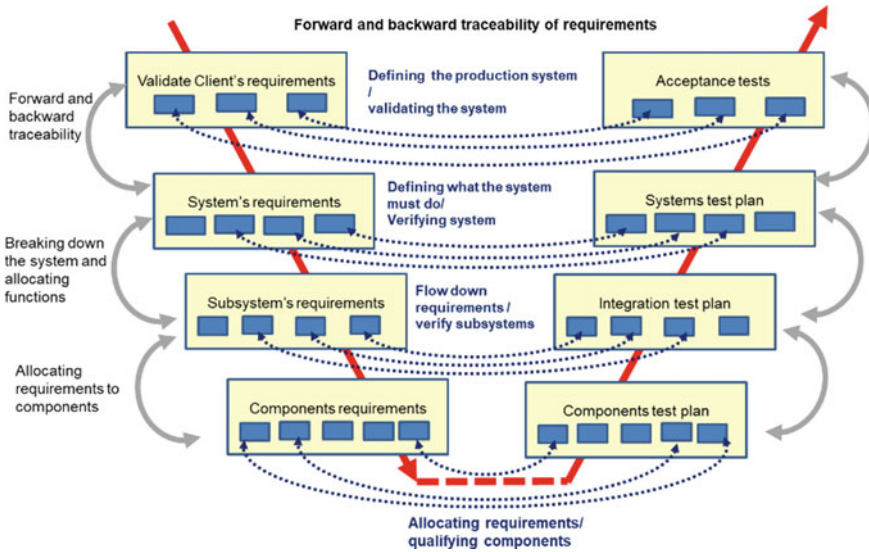 Forward and backward traceability of requirements
Validate Client's requirements
Defining the production system
/
validating the system
Acceptance tests
Forward and
backward
traceability
System's requirements
Defining what the system
must do/
Verifying system
Systems test plan
Breaking down
the system and
allocating
functions
Subsystem's requirements
Flow down
requirements /
verify subsystems
Integration test plan
Allocating
requirements to
components
Components requirements
Components test plan
Allocating requirements/
qualifying components